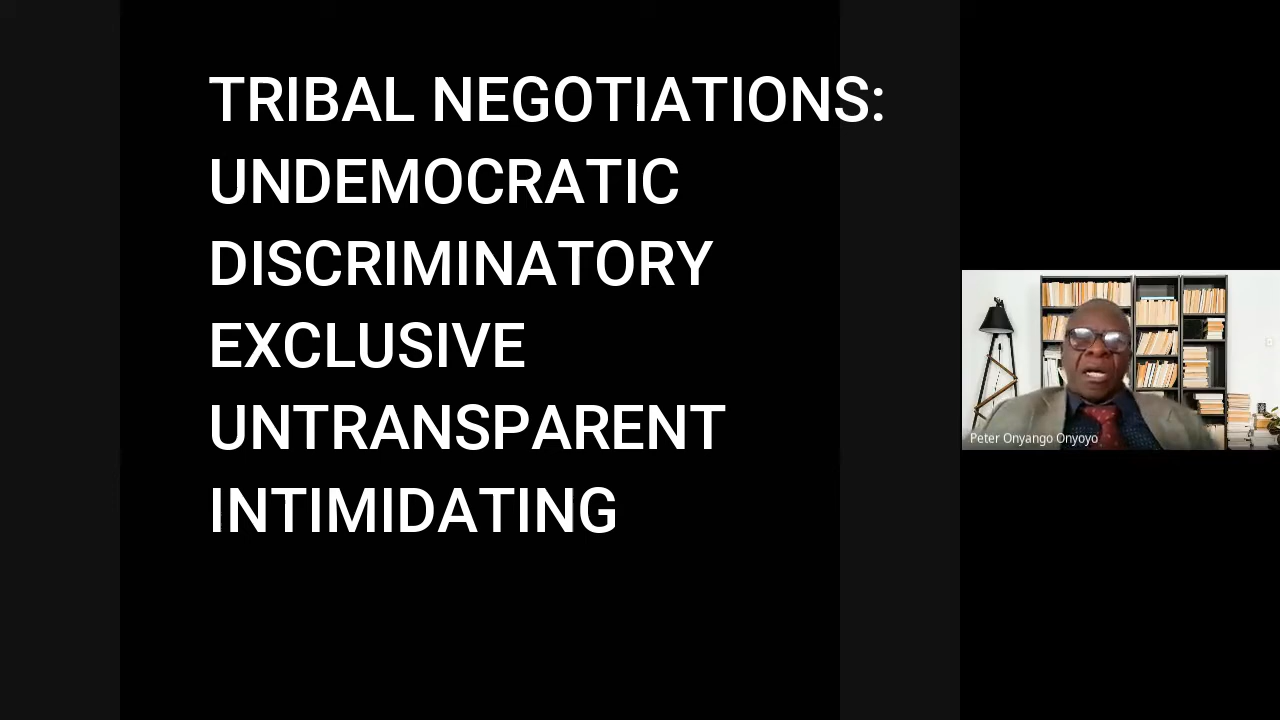 TRIBAL NEGOTIATIONS:
UNDEMOCRATIC
DISCRIMINATORY
EXCLUSIVE
UNTRANSPARENT
INTIMIDATING
Peter Onyango Onyoyo